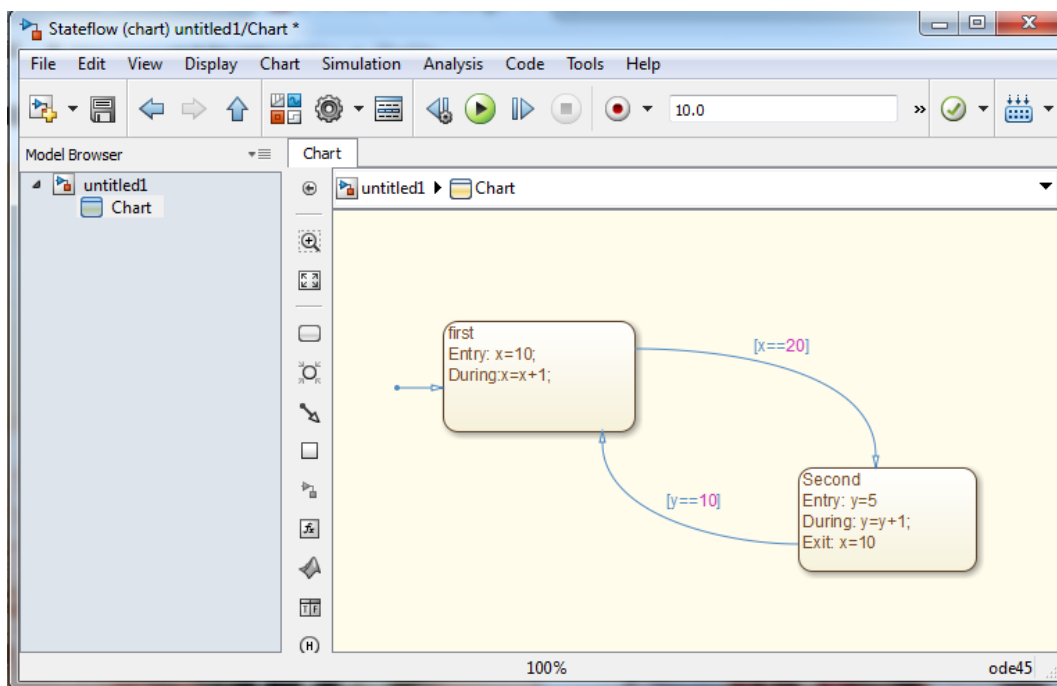 Stateflow (chart) untitled1/Chart *
File Edit View Display Chart Simulation Analysis Code Tools Help
10.0
»
Model Browser
Chart
untitled1
Chart
untitled1 Chart
first
Entry: x=10;
During:x=x+1;
[x==20]
[y==10]
Second
Entry: y=5
During: y=y+1;
Exit: x=10
fx
T F
H
100% ode45